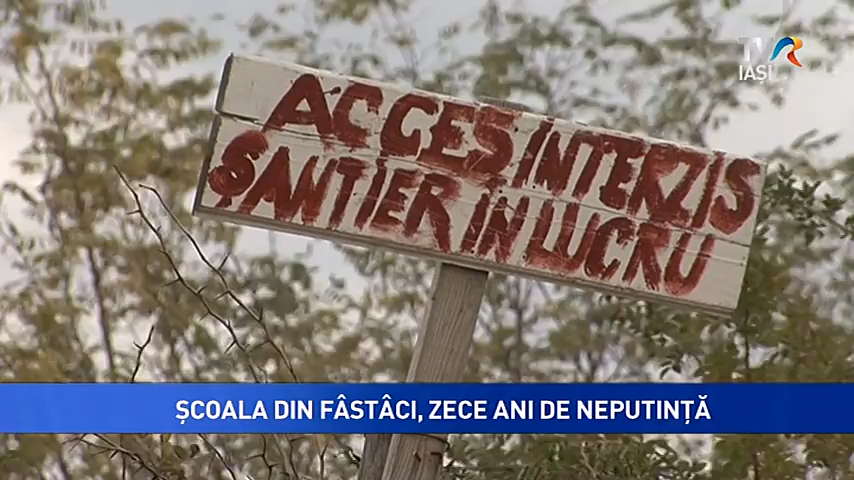 TVR
IAȘI
ACCES INTERZIS
ȘANTIER ÎN LUCRU
ȘCOALA DIN FÂSTÂCI, ZECE ANI DE NEPUTINȚĂ